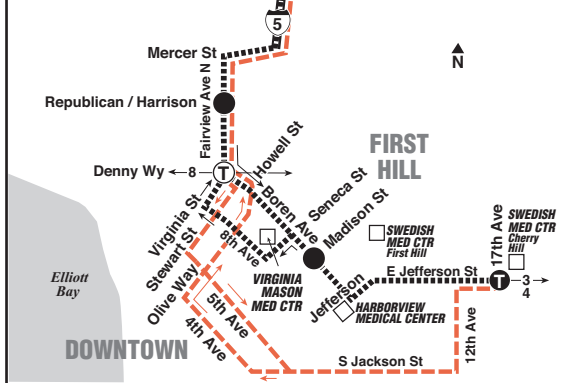 5
Mercer St
N
Fairview Ave N
Republican / Harrison
Howell St
FIRST
HILL
Denny Wy
8
T
Boren Ave
Seneca St
Madison St
Virginia St
Stewart St
Olive Way
8th Ave
SWEDISH
MED CTR
First Hill
17th Ave
SWEDISH
MED CTR
Cherry
Hill
Elliott
Bay
VIRGINIA
MASON
MED CTR
E Jefferson St
T
3
4
Jefferson
HARBORVIEW
MEDICAL CENTER
5th Ave
4th Ave
12th Ave
DOWNTOWN
S Jackson St